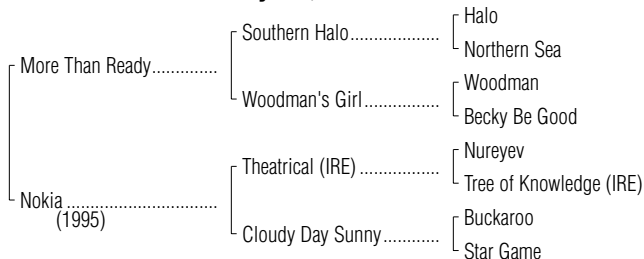 Halo
Southern Halo
Northern Sea
More Than Ready
Woodman
Woodman's Girl
Becky Be Good
Nureyev
Theatrical (IRE)
Tree of Knowledge (IRE)
Nokia
(1995)
Buckaroo
Cloudy Day Sunny
Star Game